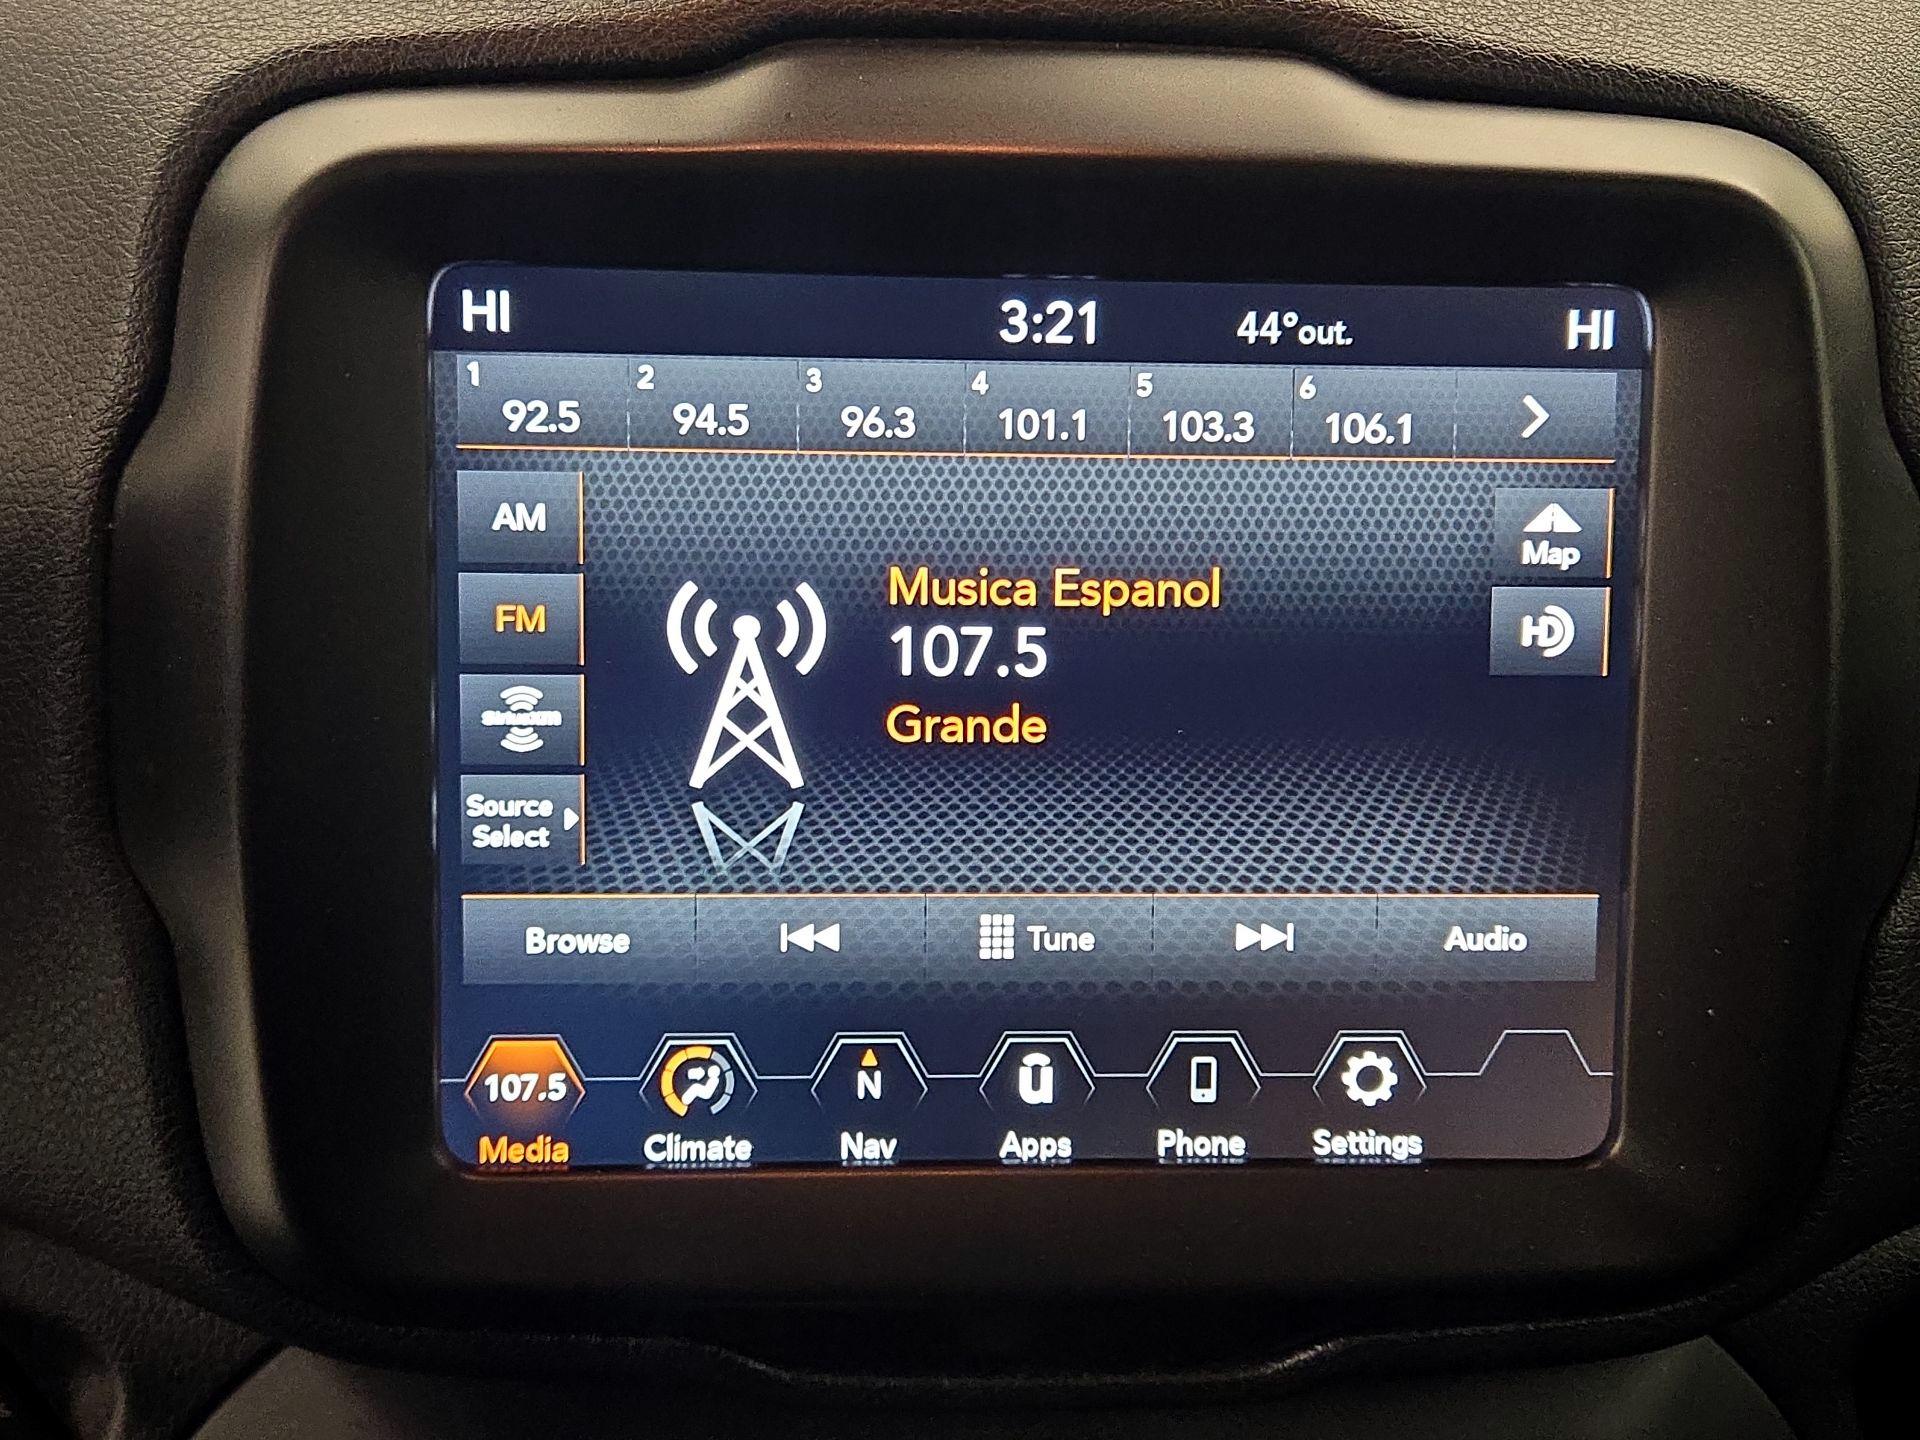 HI 3:21 44°out. HI
1 2 3 4 5 6
92.5 94.5 96.3 101.1 103.3 106.1
AM
Map
FM
Musica Espanol
HD
107.5
SiriusXM
Grande
Source
Select
Browse Tune Audio
107.5 N u
Media Climate Nav Apps Phone Settings